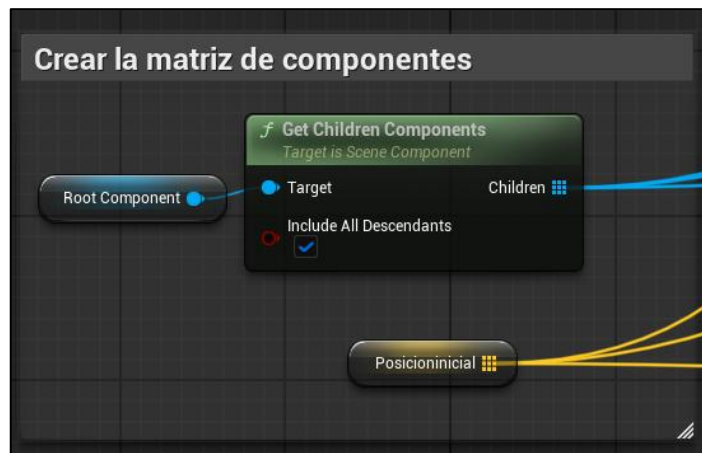 Crear la matriz de componentes
f Get Children Components
Target is Scene Component
Root Component
Target
Children
Include All Descendants
Posicioninicial